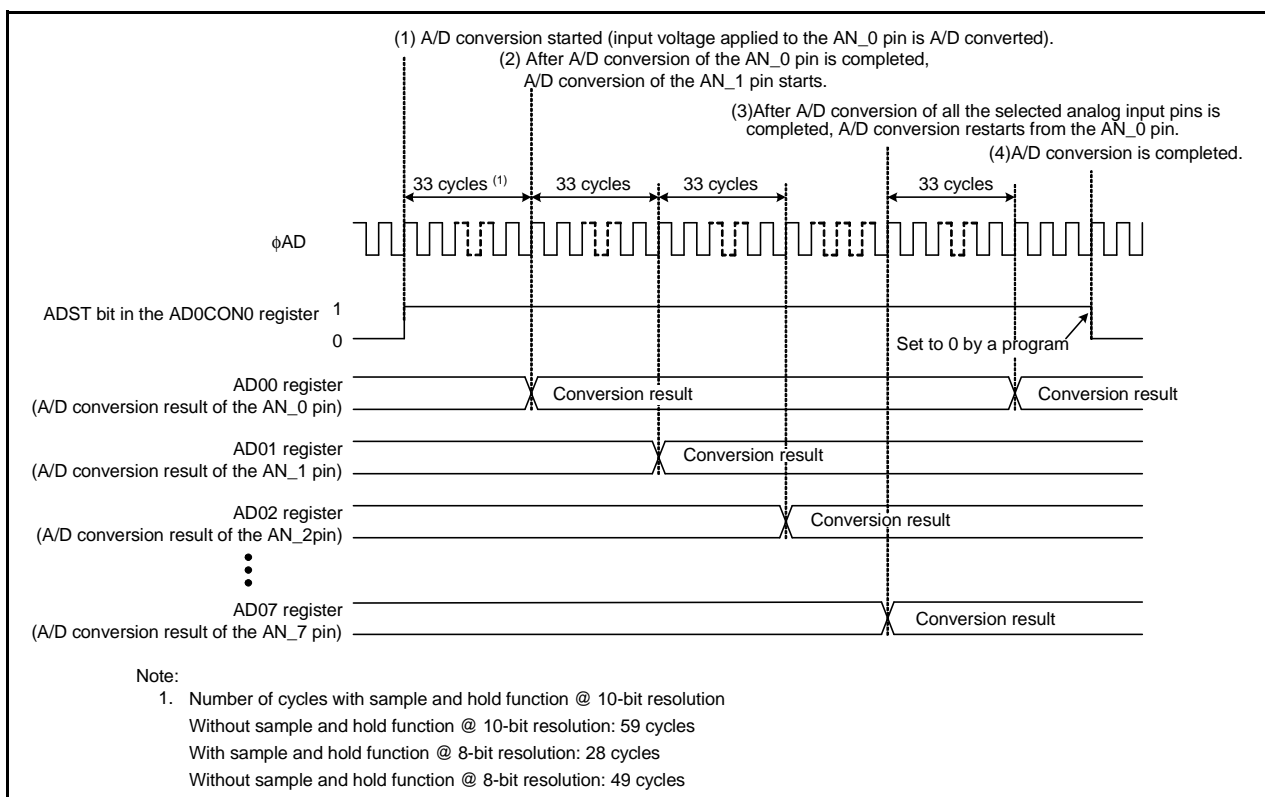 (1) A/D conversion started (input voltage applied to the AN_0 pin is A/D converted).
(2) After A/D conversion of the AN_0 pin is completed,
A/D conversion of the AN_1 pin starts.
(3)After A/D conversion of all the selected analog input pins is
completed, A/D conversion restarts from the AN_0 pin.
(4)A/D conversion is completed.
33 cycles (1)
33 cycles
33 cycles
33 cycles
ϕAD
ADST bit in the AD0CON0 register
1
0
Set to 0 by a program
AD00 register
(A/D conversion result of the AN_0 pin)
Conversion result
Conversion result
AD01 register
(A/D conversion result of the AN_1 pin)
Conversion result
AD02 register
(A/D conversion result of the AN_2pin)
Conversion result
AD07 register
(A/D conversion result of the AN_7 pin)
Conversion result
Note:
1. Number of cycles with sample and hold function @ 10-bit resolution
Without sample and hold function @ 10-bit resolution: 59 cycles
With sample and hold function @ 8-bit resolution: 28 cycles
Without sample and hold function @ 8-bit resolution: 49 cycles